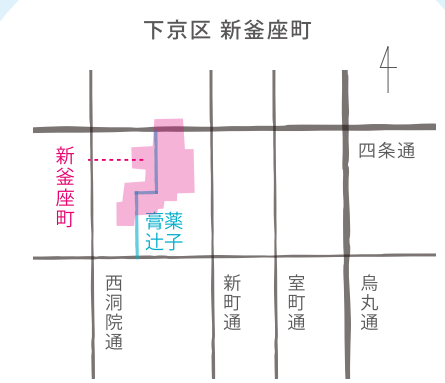 下京区 新釜座町
四条通
新釜座町
膏薬
辻子
西洞院通
新町通
室町通
烏丸通